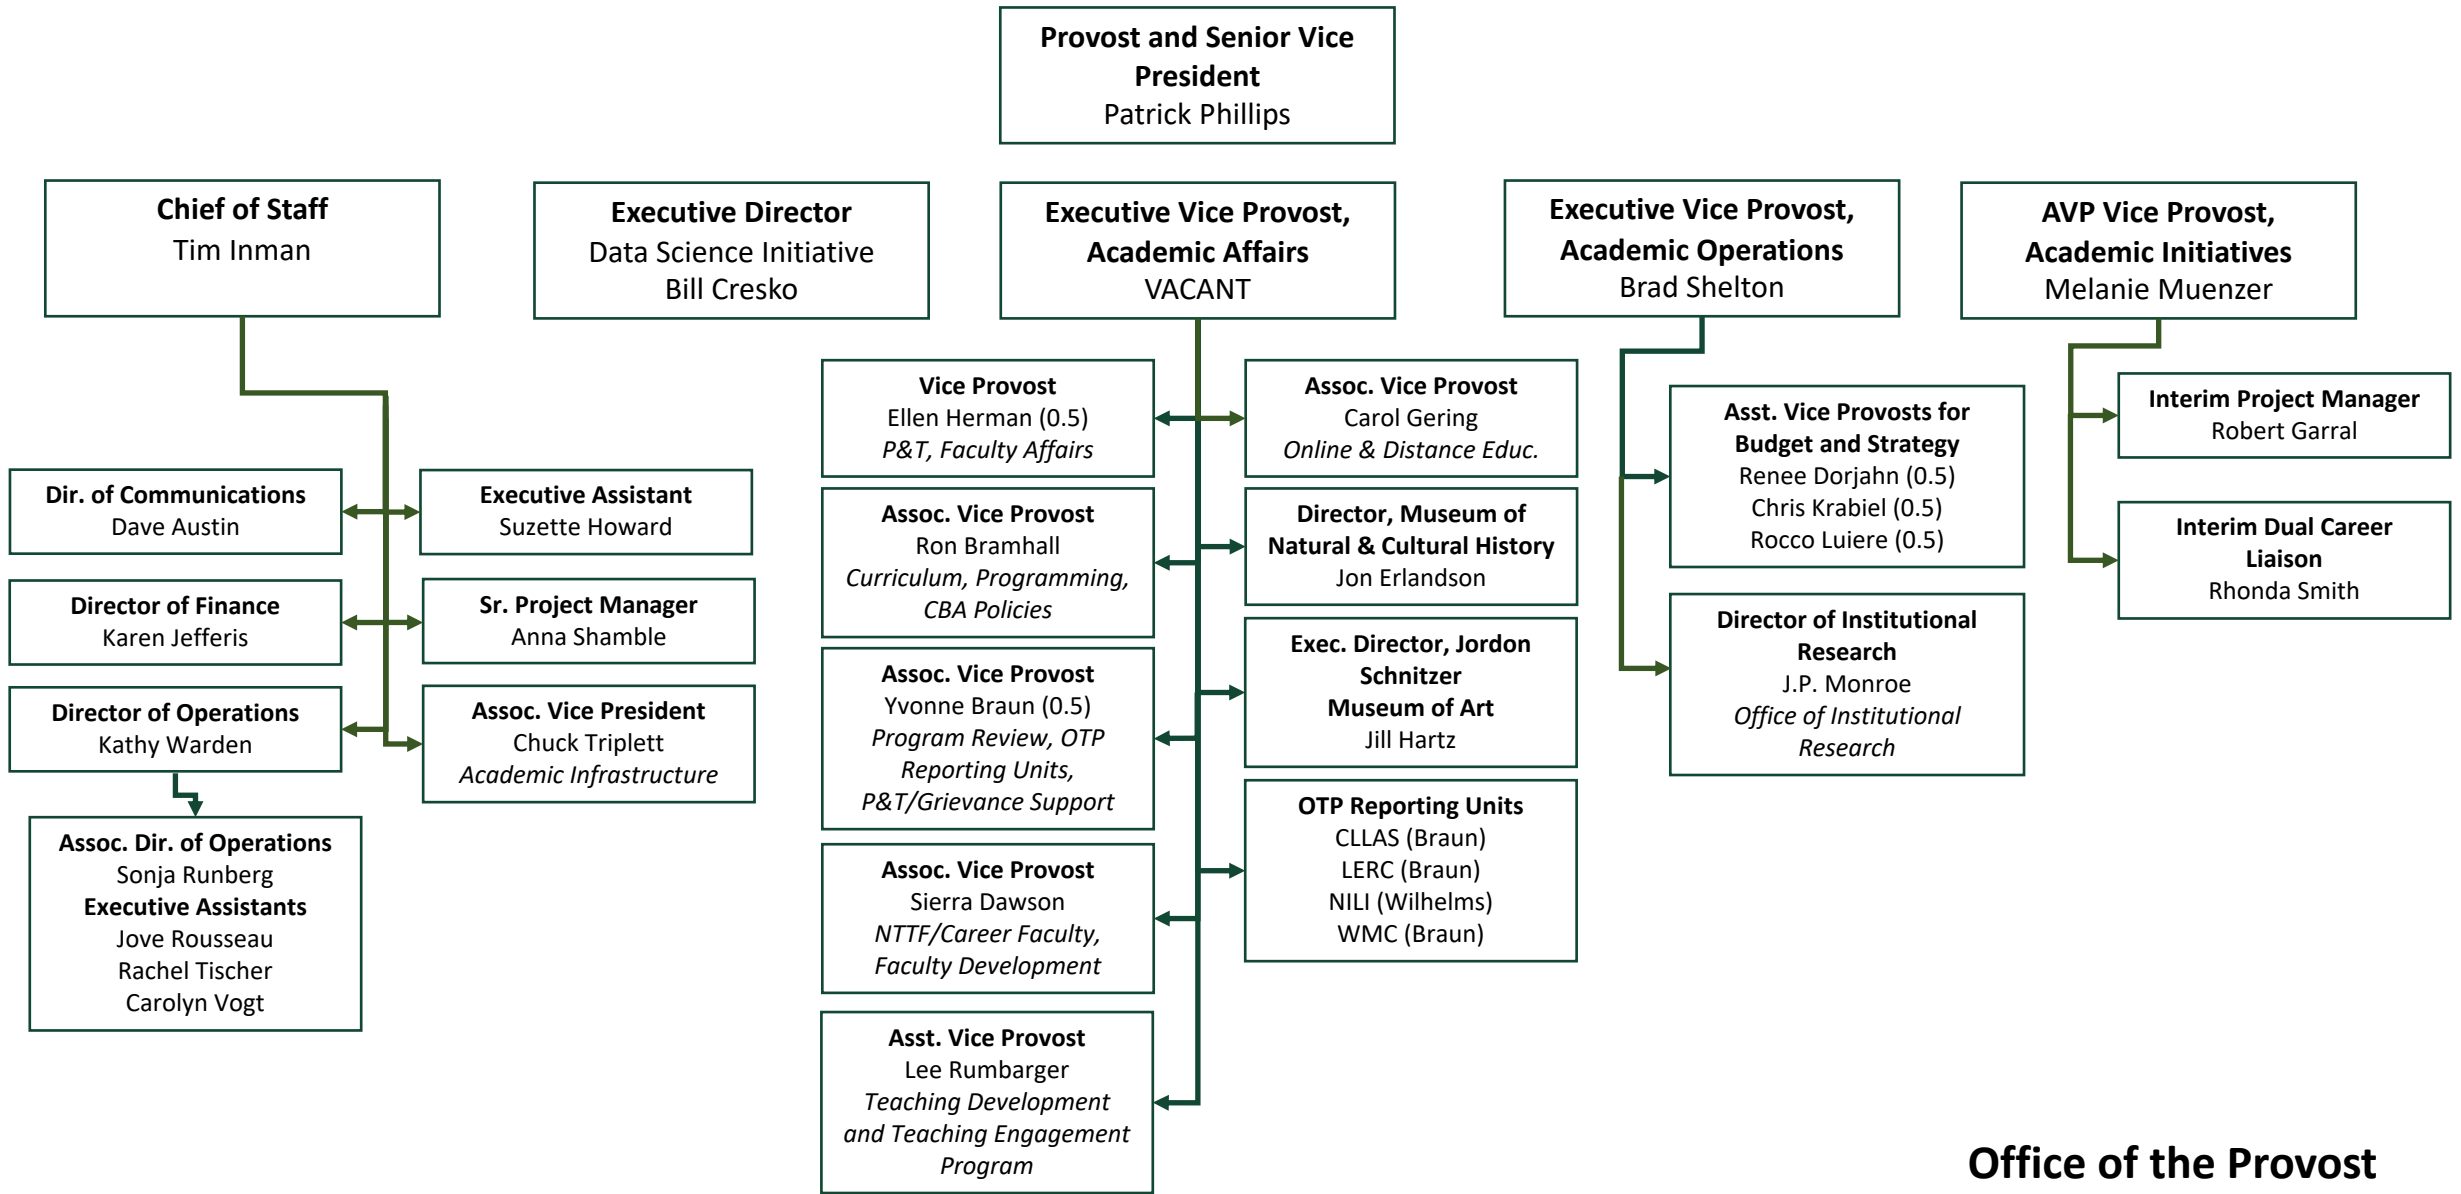 Provost and Senior Vice
President
Patrick Phillips
Chief of Staff
Tim Inman
Executive Director
Data Science Initiative
Bill Cresko
Executive Vice Provost,
Academic Affairs
VACANT
Executive Vice Provost,
Academic Operations
Brad Shelton
AVP Vice Provost,
Academic Initiatives
Melanie Muenzer
Dir. of Communications
Dave Austin
Executive Assistant
Suzette Howard
Director of Finance
Karen Jefferis
Sr. Project Manager
Anna Shamble
Director of Operations
Kathy Warden
Assoc. Vice President
Chuck Triplett
Academic Infrastructure
Assoc. Dir. of Operations
Sonja Runberg
Executive Assistants
Jove Rousseau
Rachel Tischer
Carolyn Vogt
Vice Provost
Ellen Herman (0.5)
P&T, Faculty Affairs
Assoc. Vice Provost
Ron Bramhall
Curriculum, Programming,
CBA Policies
Assoc. Vice Provost
Yvonne Braun (0.5)
Program Review, OTP
Reporting Units,
P&T/Grievance Support
Assoc. Vice Provost
Sierra Dawson
NTTF/Career Faculty,
Faculty Development
Asst. Vice Provost
Lee Rumbarger
Teaching Development
and Teaching Engagement
Program
Assoc. Vice Provost
Carol Gering
Online & Distance Educ.
Director, Museum of
Natural & Cultural History
Jon Erlandson
Exec. Director, Jordon
Schnitzer
Museum of Art
Jill Hartz
OTP Reporting Units
CLLAS (Braun)
LERC (Braun)
NILI (Wilhelms)
WMC (Braun)
Asst. Vice Provosts for
Budget and Strategy
Renee Dorjahn (0.5)
Chris Krabiel (0.5)
Rocco Luiere (0.5)
Director of Institutional
Research
J.P. Monroe
Office of Institutional
Research
Interim Project Manager
Robert Garral
Interim Dual Career
Liaison
Rhonda Smith
Office of the Provost